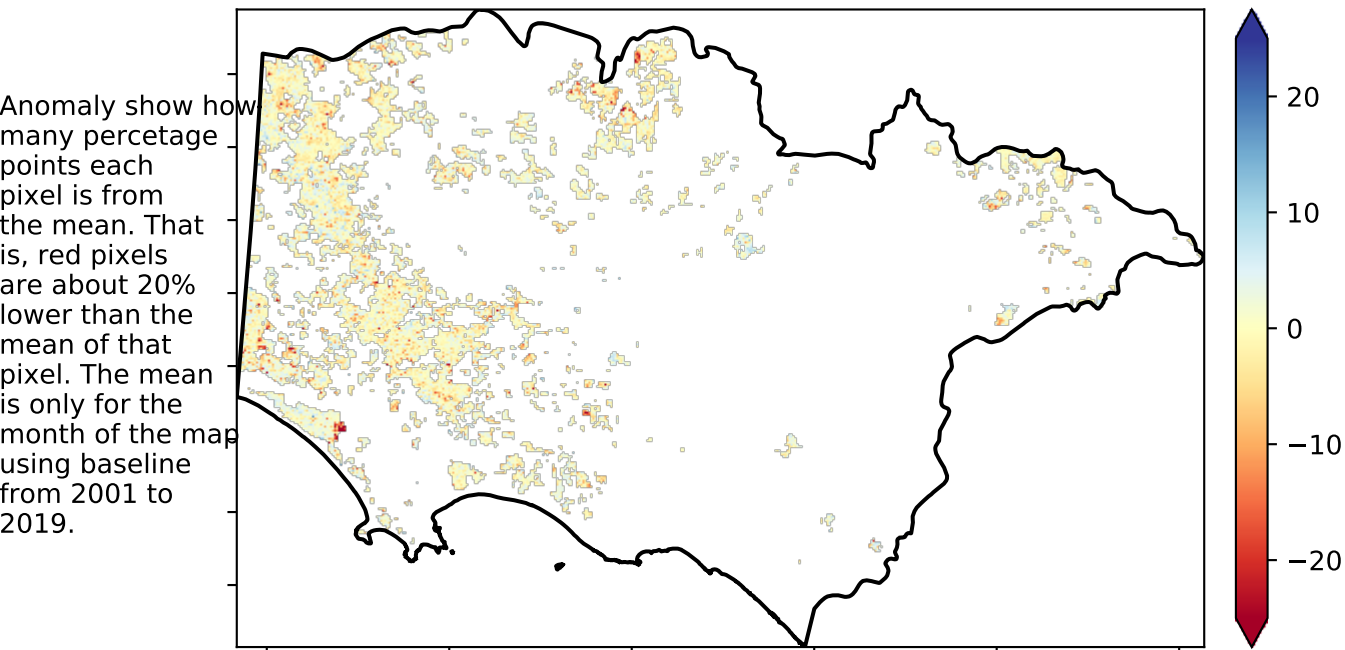 Anomaly show how
many percetage
points each
pixel is from
the mean. That
is, red pixels
are about 20%
lower than the
mean of that
pixel. The mean
is only for the
month of the map
using baseline
from 2001 to
2019.
20
10
0
−10
−20